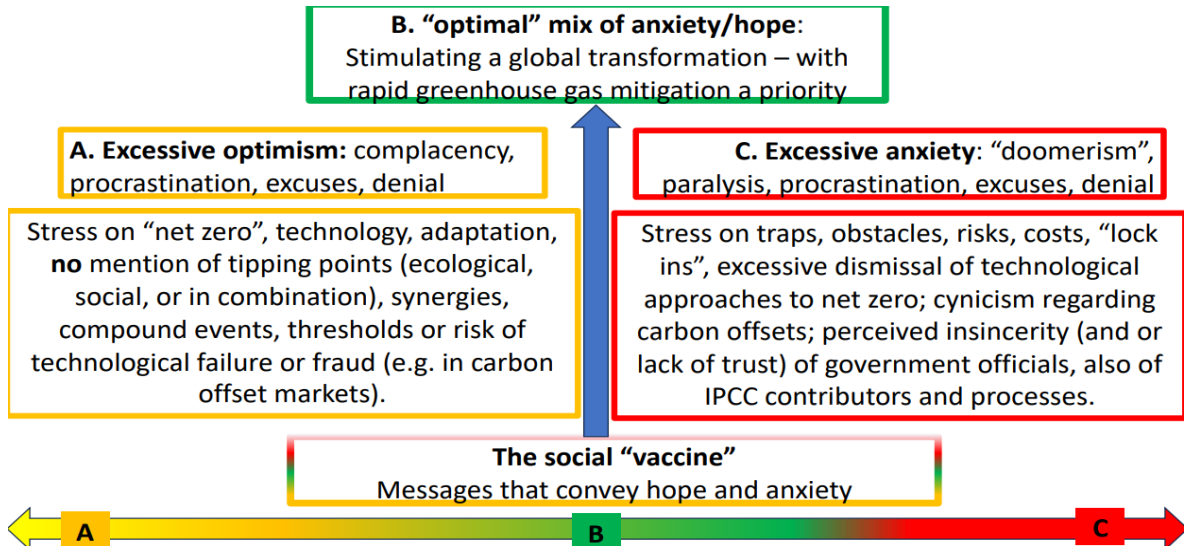 B. “optimal” mix of anxiety/hope:
Stimulating a global transformation – with
rapid greenhouse gas mitigation a priority
A. Excessive optimism: complacency,
procrastination, excuses, denial
C. Excessive anxiety: “doomerism”,
paralysis, procrastination, excuses, denial
Stress on “net zero”, technology, adaptation,
no mention of tipping points (ecological,
social, or in combination), synergies,
compound events, thresholds or risk of
technological failure or fraud (e.g. in carbon
offset markets).
Stress on traps, obstacles, risks, costs, “lock
ins”, excessive dismissal of technological
approaches to net zero; cynicism regarding
carbon offsets; perceived insincerity (and or
lack of trust) of government officials, also of
IPCC contributors and processes.
The social “vaccine”
Messages that convey hope and anxiety
A
B
C